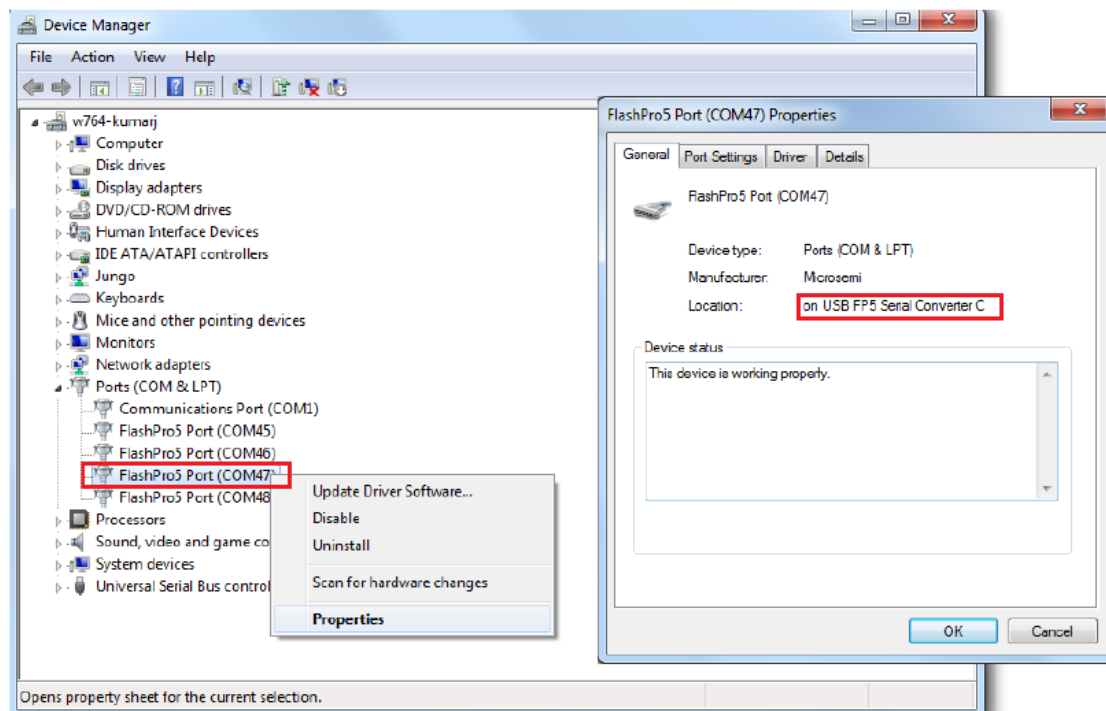 Device Manager
File Action View Help
w764-kumarj
Computer
Disk drives
Display adapters
DVD/CD-ROM drives
Human Interface Devices
IDE ATA/ATAPI controllers
Jungo
Keyboards
Mice and other pointing devices
Monitors
Network adapters
Ports (COM & LPT)
Communications Port (COM1)
FlashPro5 Port (COM45)
FlashPro5 Port (COM46)
FlashPro5 Port (COM47)
FlashPro5 Port (COM48
Processors
Sound, video and game co
System devices
Universal Serial Bus control
Update Driver Software...
Disable
Uninstall
Scan for hardware changes
Properties
Opens property sheet for the current selection.
FlashPro5 Port (COM47) Properties
General Port Settings Driver Details
FlashPro5 Port (COM47)
Device type: Ports (COM & LPT)
Manufacturer: Microsemi
Location: on USB FP5 Serial Converter C
Device status
This device is working properly.
OK Cancel